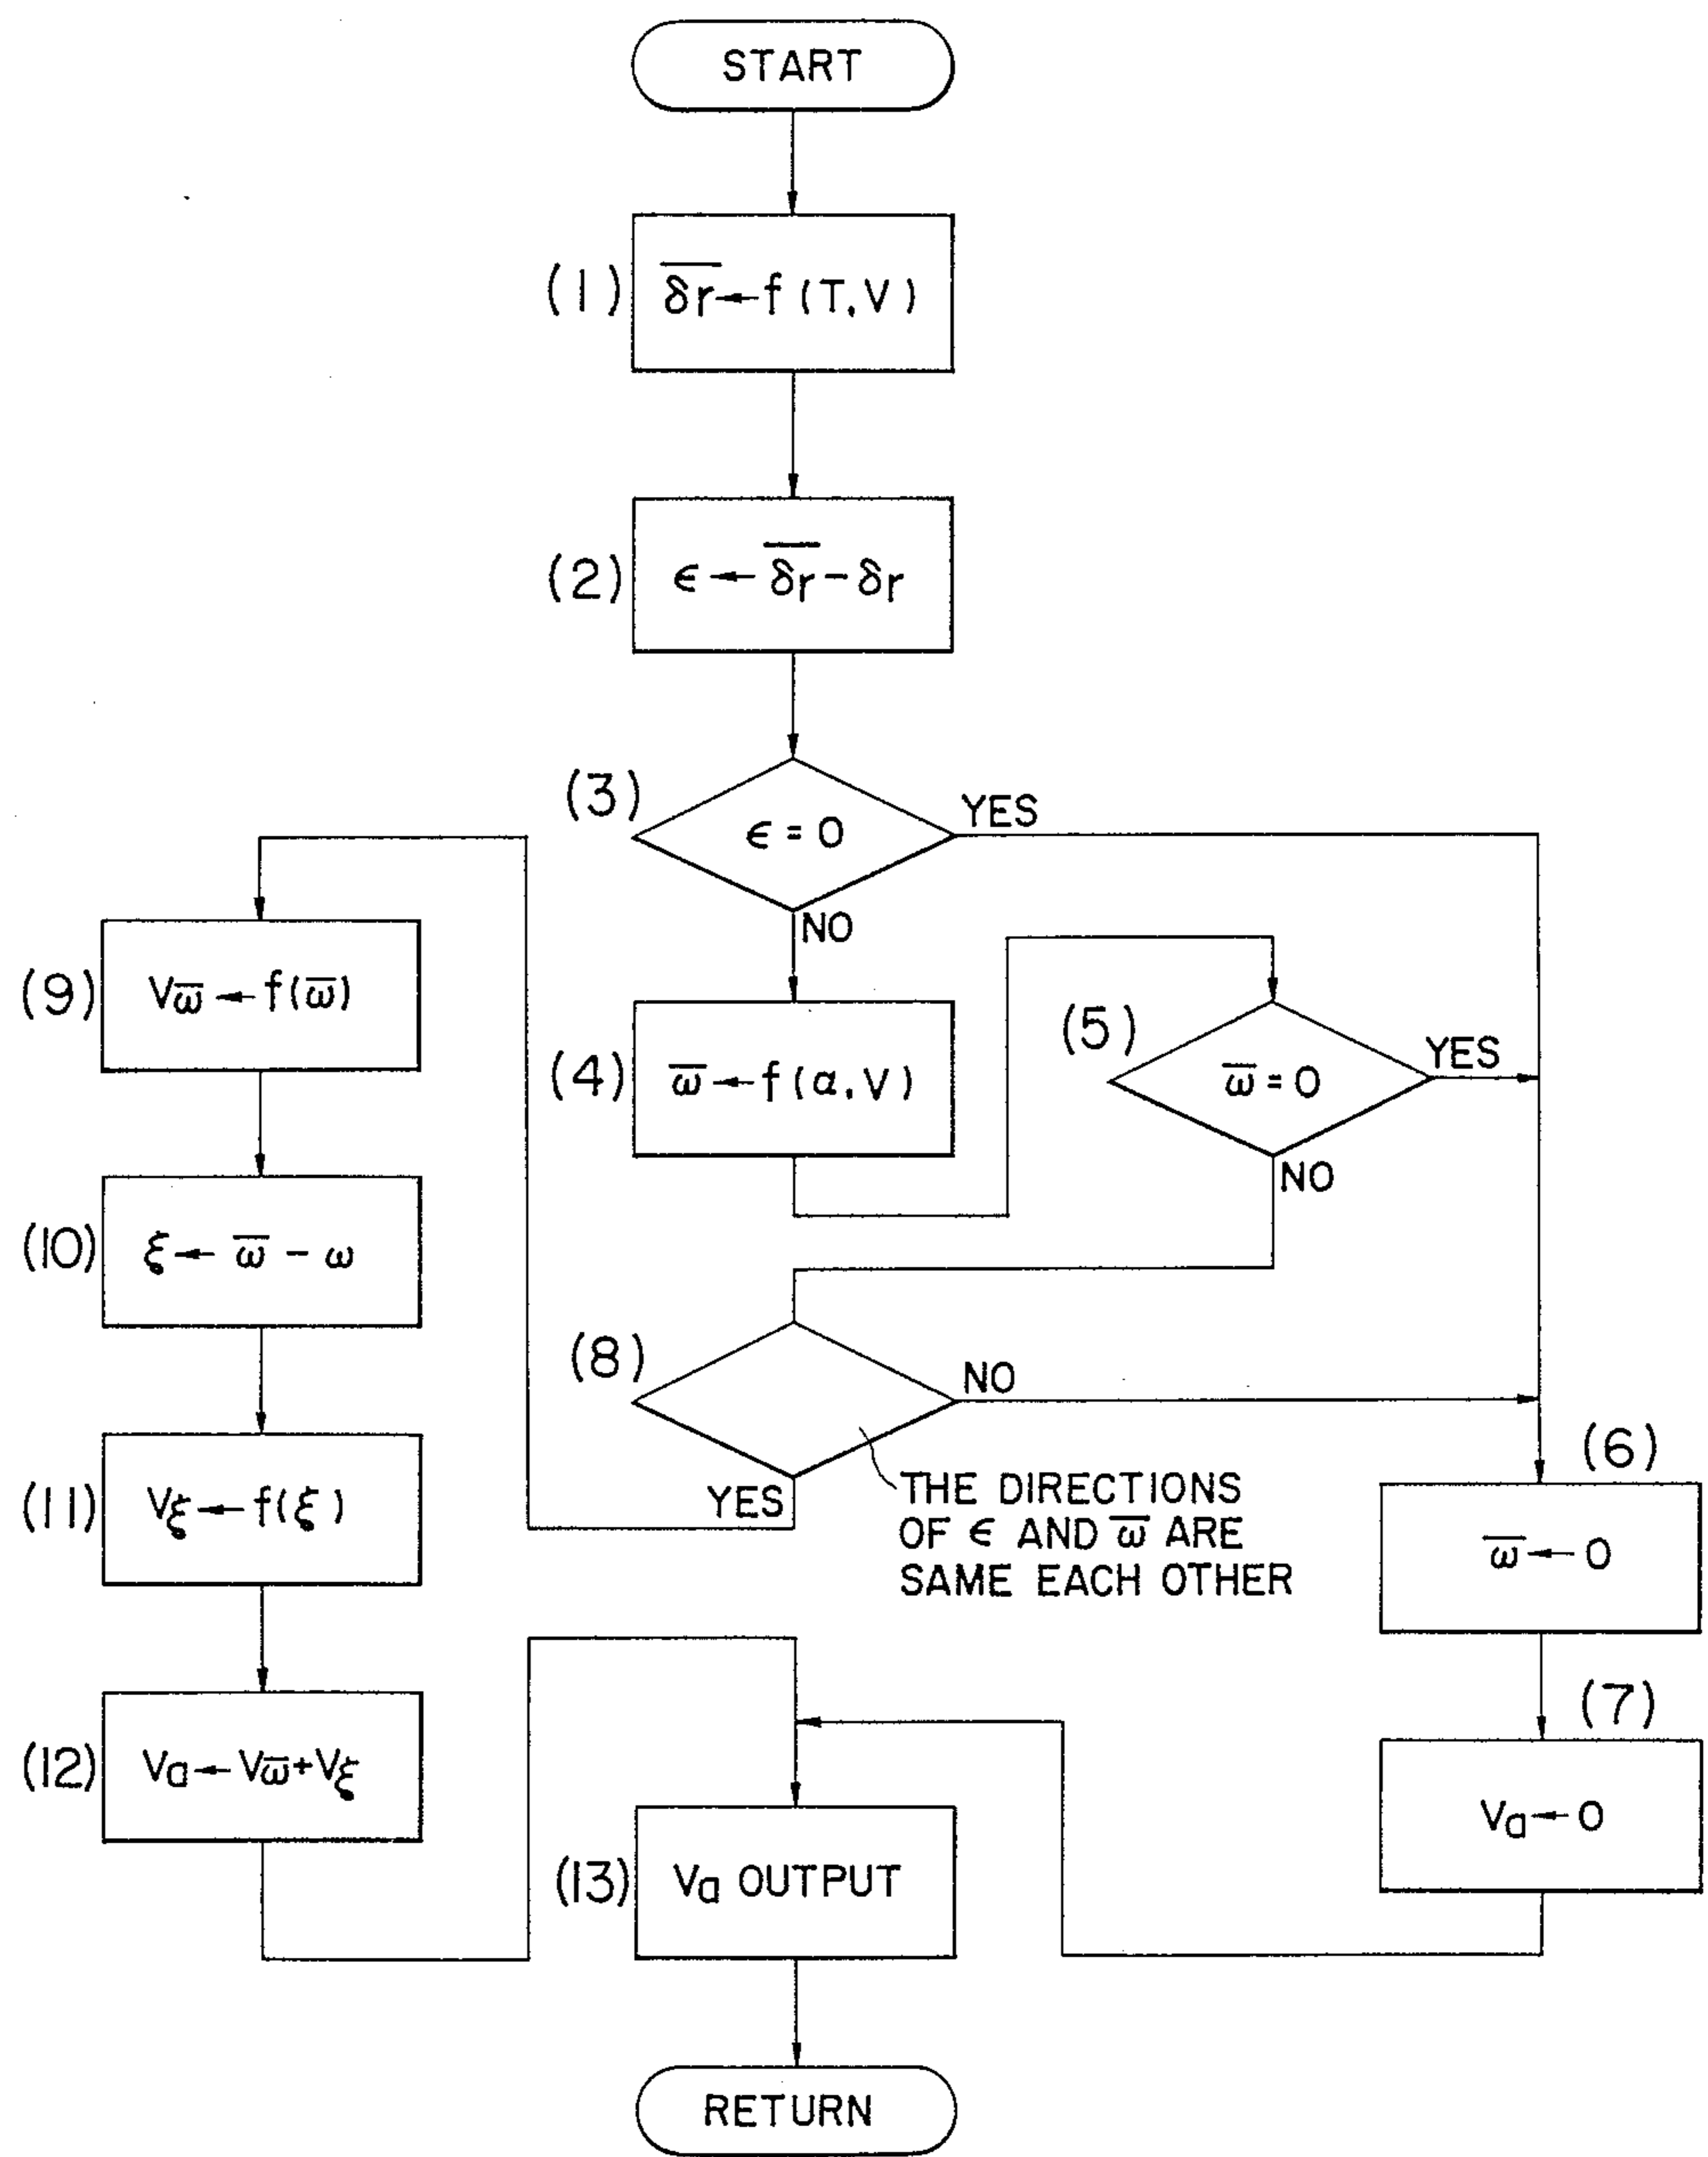 START
(1)
δ̅r̅←f(T,V)
(2)
ϵ←δ̅r̅-δr
(3)
ϵ=0
YES
NO
(4)
ω̅←f(α,V)
(5)
ω̅=0
YES
NO
(8)
NO
YES
THE DIRECTIONS
OF ϵ AND ω̅ ARE
SAME EACH OTHER
(9)
Vω̅←f(ω̅)
(10)
ξ←ω̅-ω
(11)
Vξ←f(ξ)
(12)
Va←Vω̅+Vξ
(6)
ω̅←0
(7)
Va←0
(13)
Va OUTPUT
RETURN